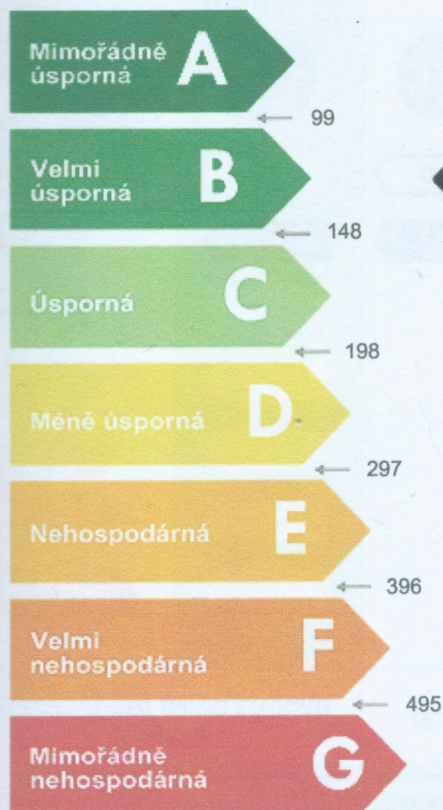 Mimořádně
úsporná
A
99
Velmi
úsporná
B
148
Úsporná
C
198
Méně úsporná
D
297
Nehospodárná
E
396
Velmi
nehospodárná
F
495
Mimořádně
nehospodárná
G